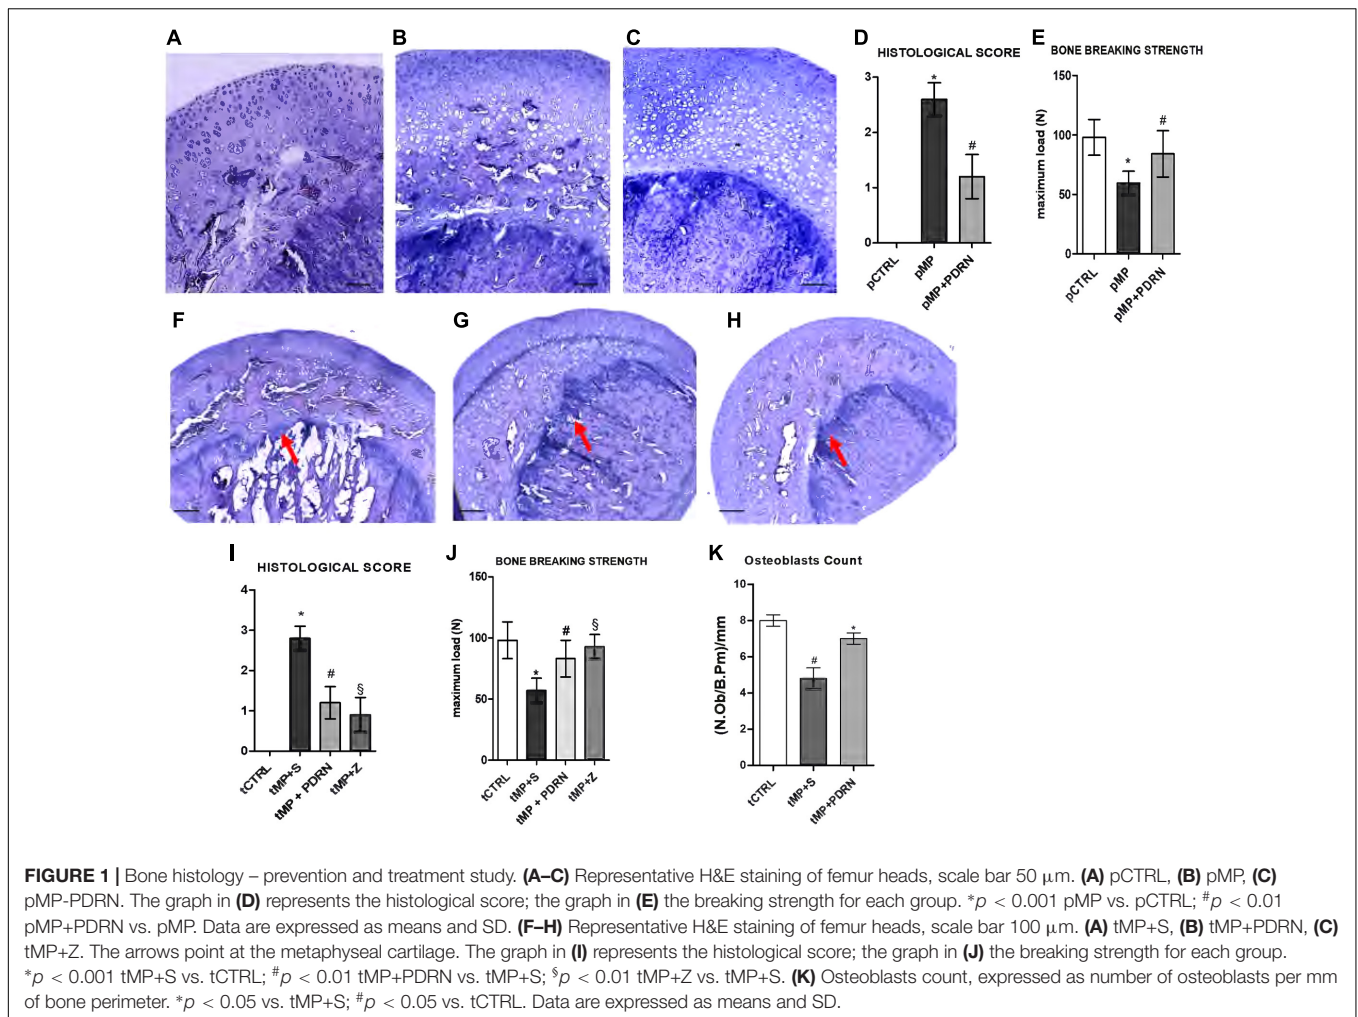 A
B
C
D
HISTOLOGICAL SCORE
3
2
1
0
*
#
pCTRL
pMP
pMP+PDRN
E
BONE BREAKING STRENGTH
maximum load (N)
150
100
50
0
*
#
pCTRL
pMP
pMP+PDRN
F
G
H
I
HISTOLOGICAL SCORE
4
3
2
1
0
*
#
§
tCTRL
tMP+S
tMP + PDRN
tMP+Z
J
BONE BREAKING STRENGTH
maximum load (N)
150
100
50
0
*
#
§
tCTRL
tMP+S
tMP + PDRN
tMP+Z
K
Osteoblasts Count
(N.Ob/B.Pm)/mm
10
8
6
4
2
0
#
*
tCTRL
tMP+S
tMP+PDRN
FIGURE 1 | Bone histology – prevention and treatment study. (A–C) Representative H&E staining of femur heads, scale bar 50 μm. (A) pCTRL, (B) pMP, (C)
pMP-PDRN. The graph in (D) represents the histological score; the graph in (E) the breaking strength for each group. *p < 0.001 pMP vs. pCTRL; #p < 0.01
pMP+PDRN vs. pMP. Data are expressed as means and SD. (F–H) Representative H&E staining of femur heads, scale bar 100 μm. (A) tMP+S, (B) tMP+PDRN, (C)
tMP+Z. The arrows point at the metaphyseal cartilage. The graph in (I) represents the histological score; the graph in (J) the breaking strength for each group.
*p < 0.001 tMP+S vs. tCTRL; #p < 0.01 tMP+PDRN vs. tMP+S; §p < 0.01 tMP+Z vs. tMP+S. (K) Osteoblasts count, expressed as number of osteoblasts per mm
of bone perimeter. *p < 0.05 vs. tMP+S; #p < 0.05 vs. tCTRL. Data are expressed as means and SD.